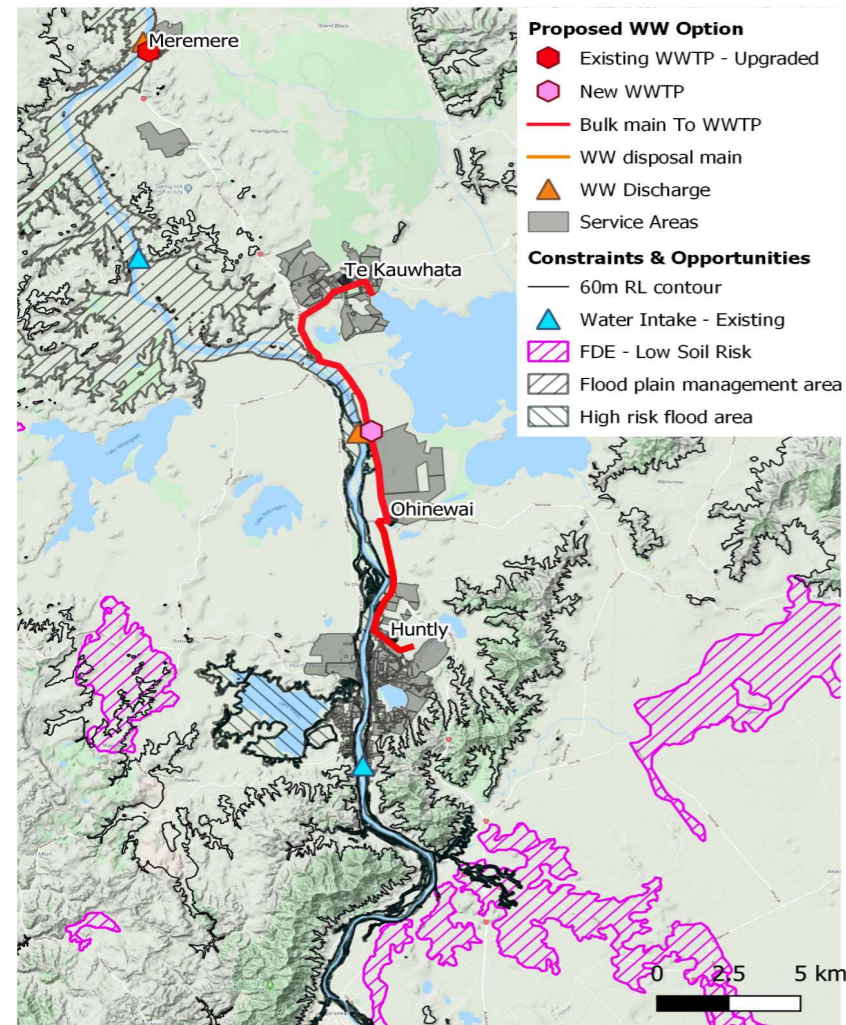 Meremere
Te Kauwhata
Ohinewai
Huntly
Proposed WW Option
Existing WWTP - Upgraded
New WWTP
Bulk main To WWTP
WW disposal main
WW Discharge
Service Areas
Constraints & Opportunities
60m RL contour
Water Intake - Existing
FDE - Low Soil Risk
Flood plain management area
High risk flood area
0 2.5 5 km